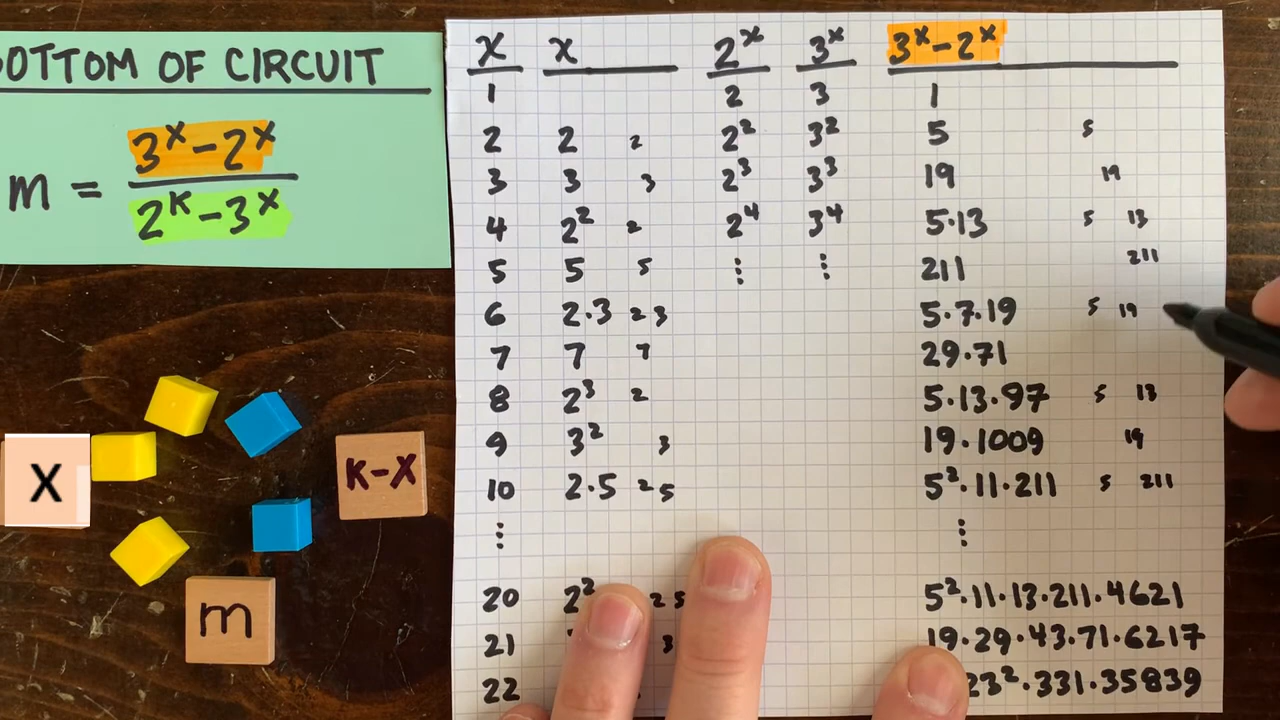 OTTOM OF CIRCUIT
m = 3^x-2^x / 2^k-3^x
x
k-x
m
x x 2^x 3^x 3^x-2^x
1 2 3 1
2 2 2 2^2 3^2 5 5
3 3 3 2^3 3^3 19 19
4 2^2 2 2^4 3^4 5·13 5 13
5 5 5 ⋮ ⋮ 211 211
6 2·3 2 3 5·7·19 5 19
7 7 7 29·71
8 2^3 2 5·13·97 5 13
9 3^2 3 19·1009 19
10 2·5 2 5 5^2·11·211 5 211
⋮ ⋮
20 2^2 2 5 5^2·11·13·211·4621
21 3 19·29·43·71·6217
22 23^2·331·35839